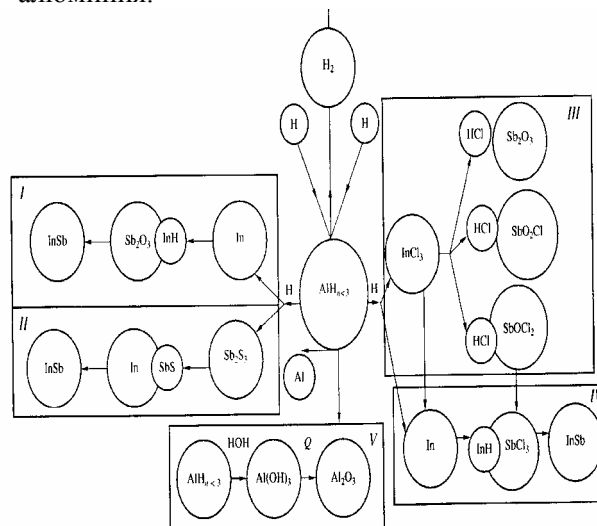 алюминия.
H₂
H H
HCl Sb₂O₃ III
I
InSb Sb₂O₃ InH In
HCl SbO₂Cl
InCl₃
H AlHₙ<₃ H
HCl SbOCl₂
II
InSb In SbS Sb₂S₃
Al
In InH SbCl₃ InSb
HOH Q V
AlHₙ<₃ Al(OH)₃ Al₂O₃